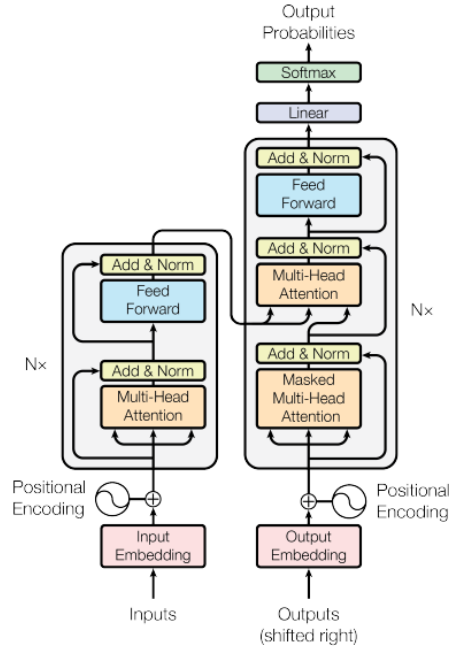 Output
Probabilities
Softmax
Linear
Add & Norm
Feed
Forward
Add & Norm
Multi-Head
Attention
Nx
Add & Norm
Masked
Multi-Head
Attention
Positional
Encoding
Output
Embedding
Outputs
(shifted right)
Add & Norm
Feed
Forward
Nx
Add & Norm
Multi-Head
Attention
Positional
Encoding
Input
Embedding
Inputs